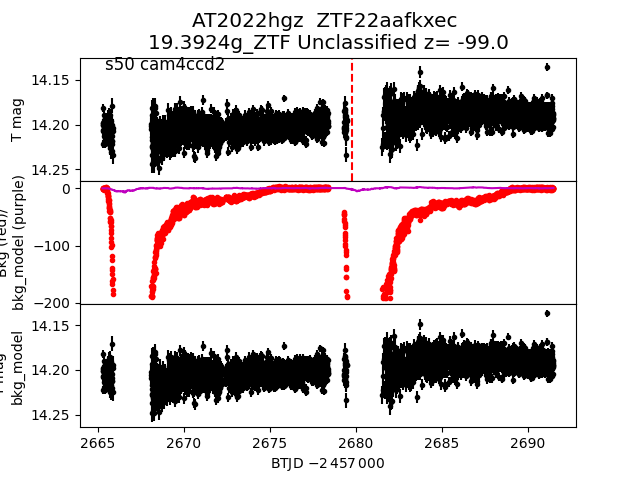 AT2022hgz  ZTF22aafkxec
19.3924g_ZTF Unclassified z= -99.0
s50 cam4ccd2
T mag
14.15
14.20
14.25
Bkg (red)/
bkg_model (purple)
0
−100
−200
bkg_model
14.15
14.20
14.25
2665 2670 2675 2680 2685 2690
BTJD −2 457 000